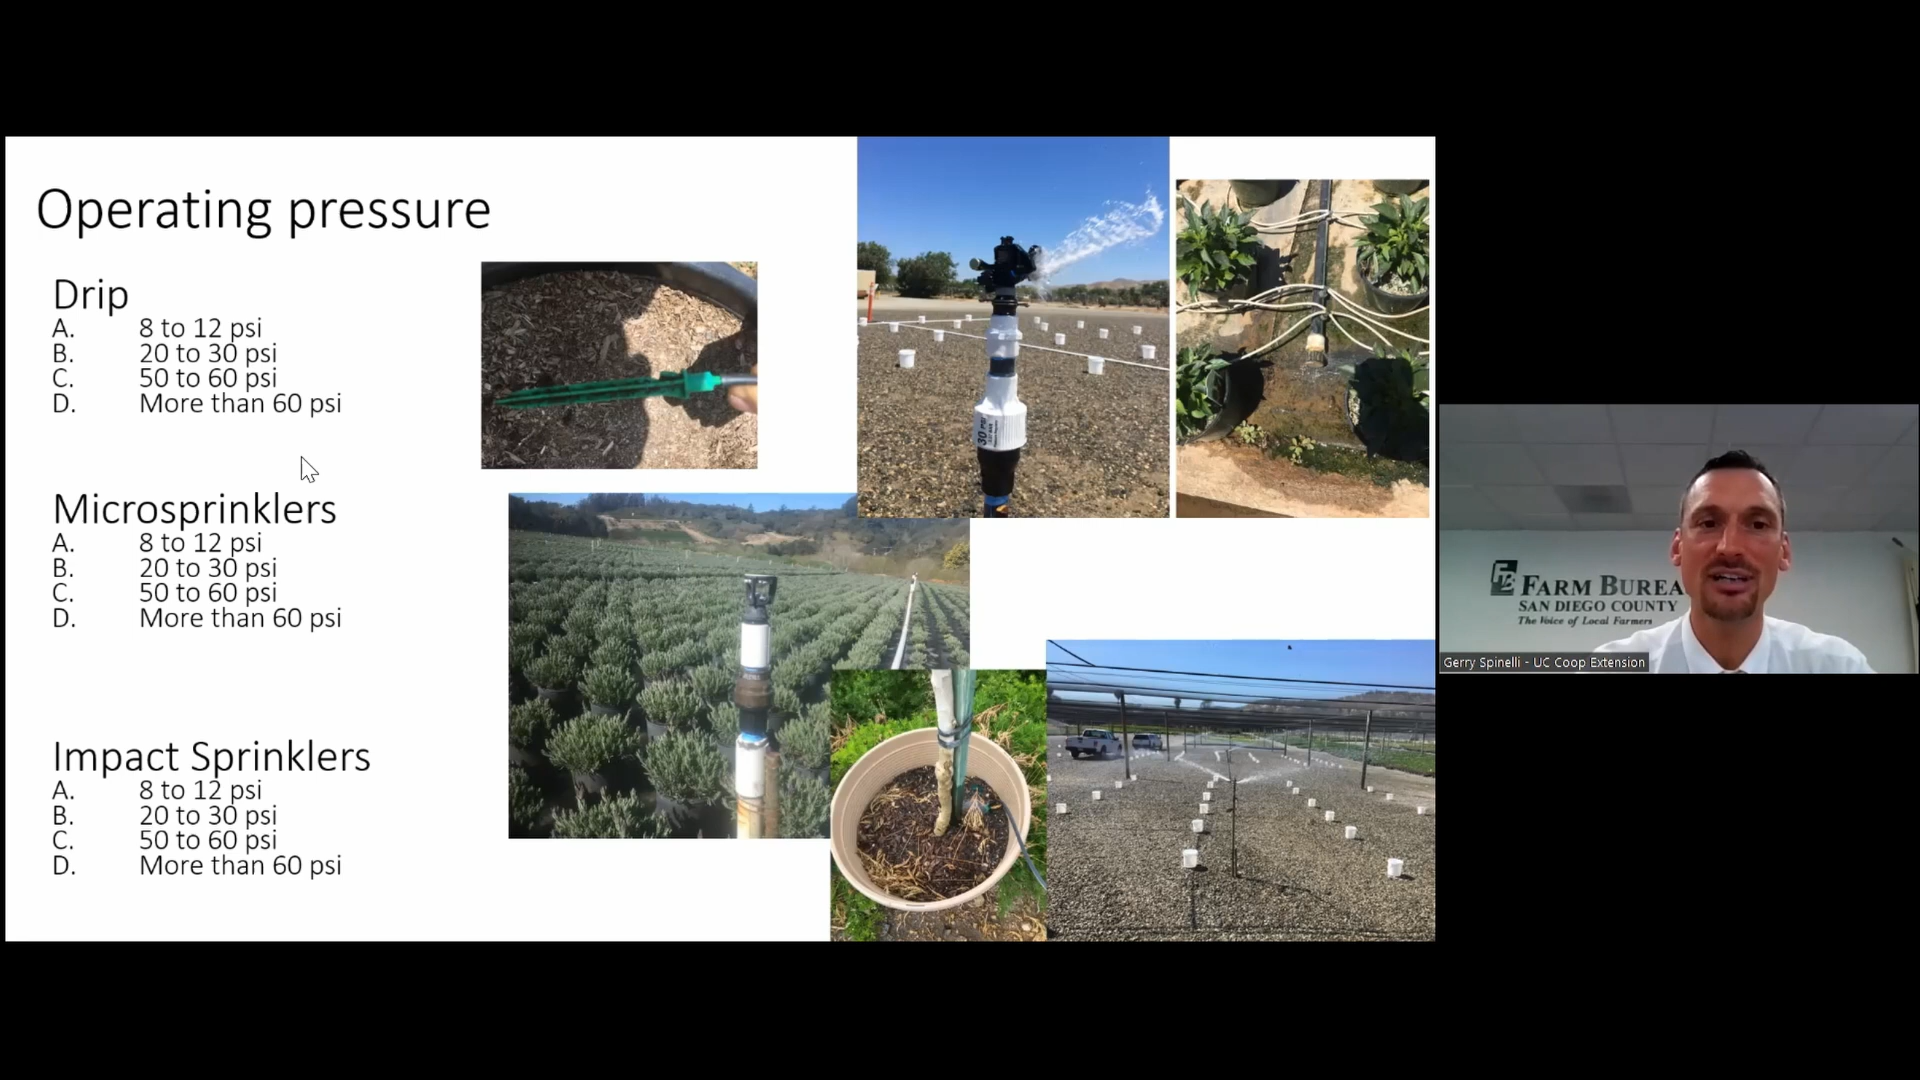 Operating pressure
Drip
A. 8 to 12 psi
B. 20 to 30 psi
C. 50 to 60 psi
D. More than 60 psi
Microsprinklers
A. 8 to 12 psi
B. 20 to 30 psi
C. 50 to 60 psi
D. More than 60 psi
Impact Sprinklers
A. 8 to 12 psi
B. 20 to 30 psi
C. 50 to 60 psi
D. More than 60 psi
30 PSI
FB
FARM BUREA
SAN DIEGO COUNTY
The Voice of Local Farmers
Gerry Spinelli - UC Coop Extension